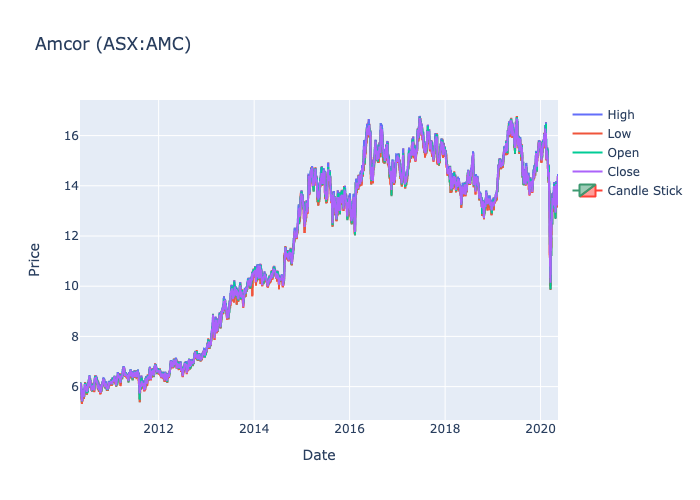 Amcor (ASX:AMC)
High
Low
Open
Close
Candle Stick
16
14
12
10
8
6
Price
2012 2014 2016 2018 2020
Date